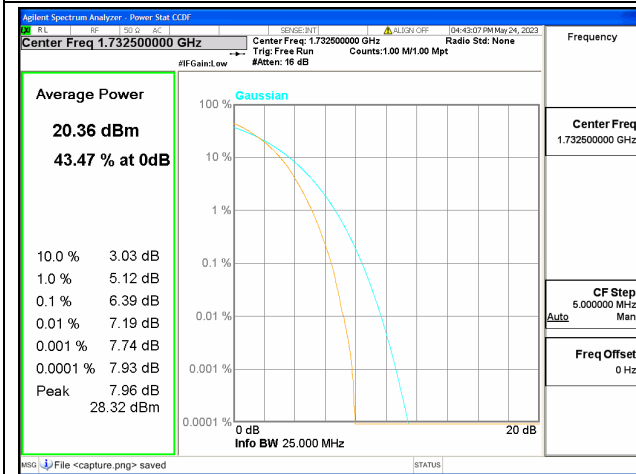 Agilent Spectrum Analyzer - Power Stat CCDF
RL RF 50 Ω AC SENSE:INT ALIGN OFF 04:43:07 PM May 24, 2023
Center Freq 1.732500000 GHz
Center Freq: 1.732500000 GHz Radio Std: None
Trig: Free Run Counts:1.00 M/1.00 Mpt
#IFGain:Low #Atten: 16 dB
Frequency
Center Freq
1.732500000 GHz
CF Step
5.000000 MHz
Auto Man
Freq Offset
0 Hz
Average Power
20.36 dBm
43.47 % at 0dB
10.0 % 3.03 dB
1.0 % 5.12 dB
0.1 % 6.39 dB
0.01 % 7.19 dB
0.001 % 7.74 dB
0.0001 % 7.93 dB
Peak 7.96 dB
28.32 dBm
Gaussian
100 %
10 %
1 %
0.1 %
0.01 %
0.001 %
0.0001 %
0 dB 20 dB
Info BW 25.000 MHz
MSG File <capture.png> saved STATUS